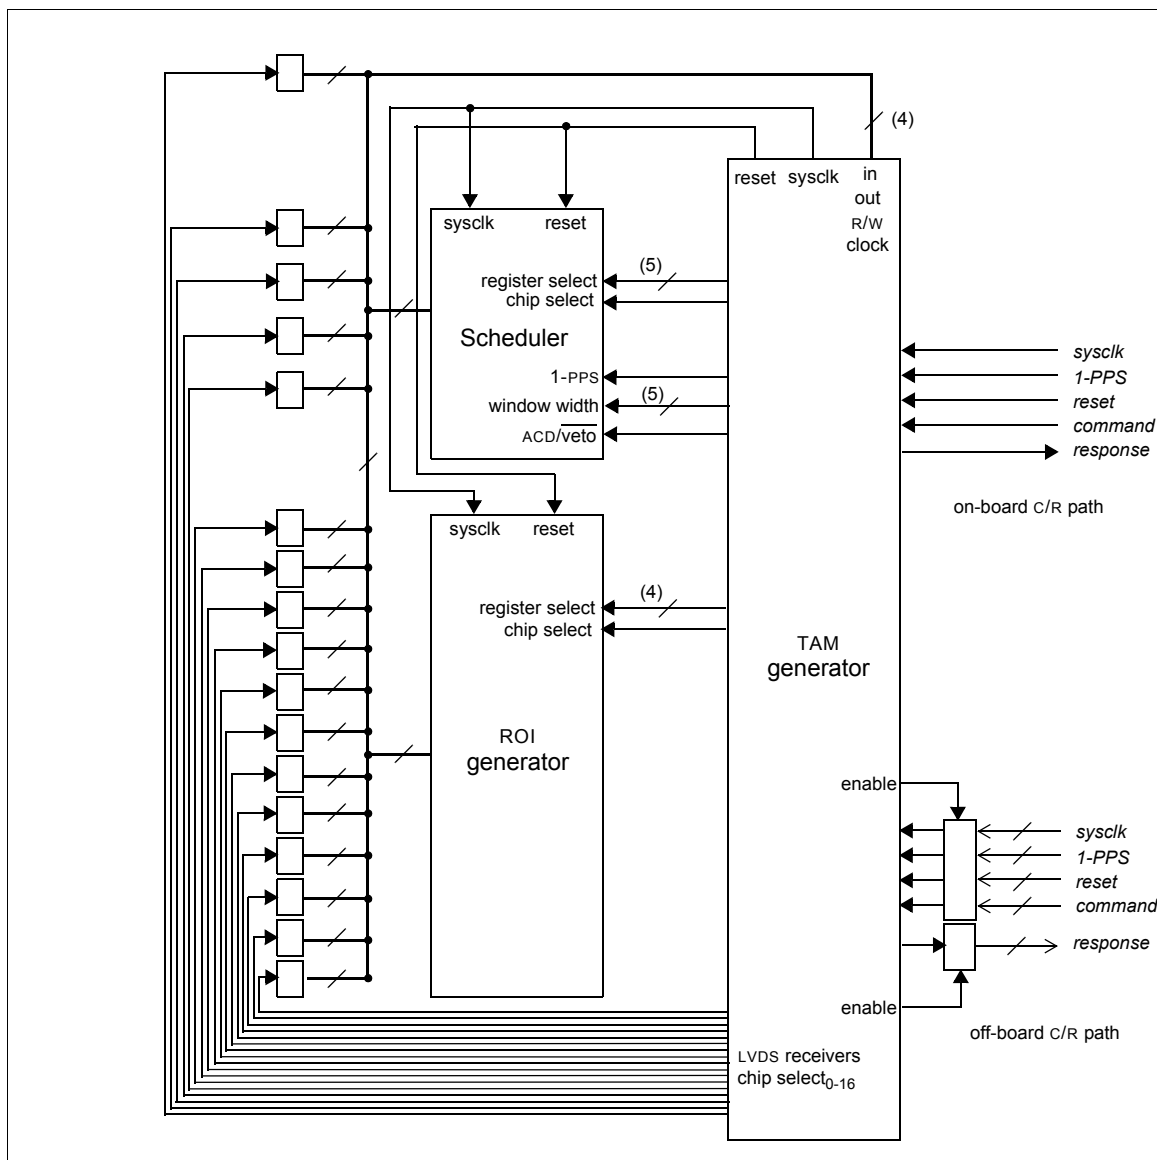 (4)
reset sysclk in
out
R/W
clock
sysclk reset
(5)
register select
chip select
Scheduler
1-PPS
(5)
window width
ACD/veto
sysclk
1-PPS
reset
command
response
on-board C/R path
sysclk reset
(4)
register select
chip select
TAM
generator
ROI
generator
enable
sysclk
1-PPS
reset
command
response
enable
off-board C/R path
LVDS receivers
chip select0-16